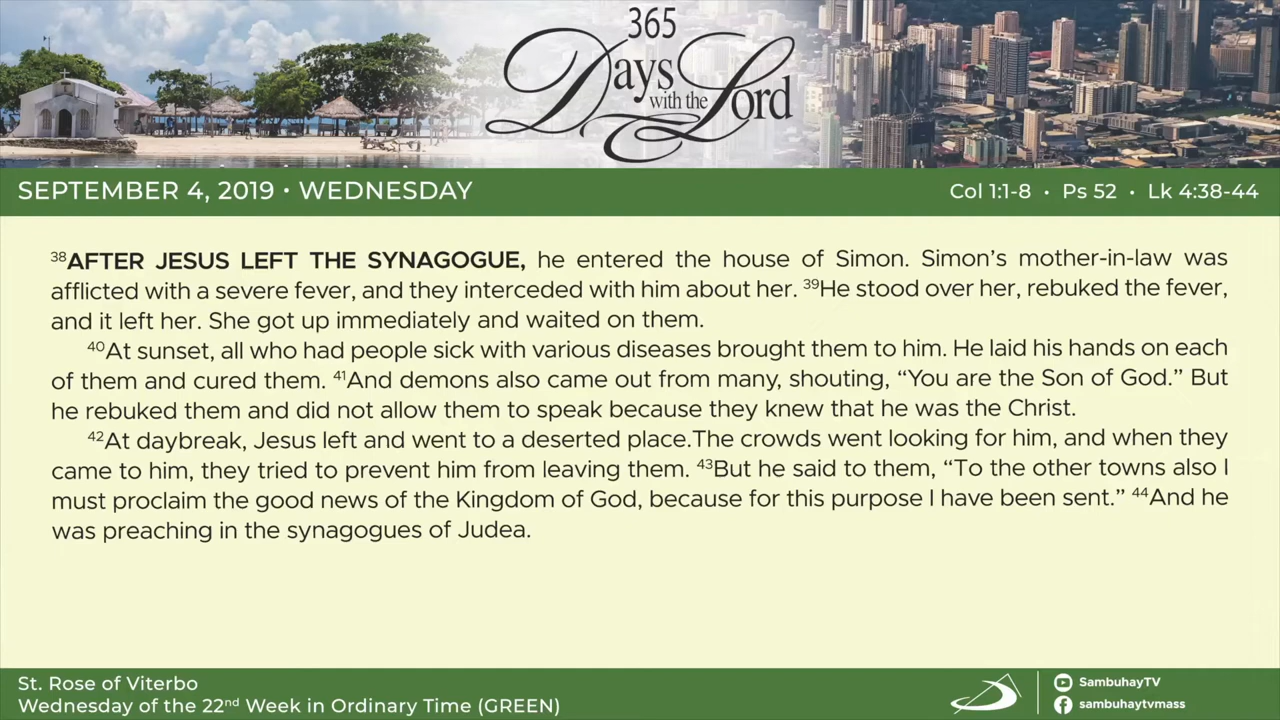 365
Days
with the
Lord
SEPTEMBER 4, 2019 • WEDNESDAY
Col 1:1-8 • Ps 52 • Lk 4:38-44
³⁸AFTER JESUS LEFT THE SYNAGOGUE, he entered the house of Simon. Simon’s mother-in-law was
afflicted with a severe fever, and they interceded with him about her. ³⁹He stood over her, rebuked the fever,
and it left her. She got up immediately and waited on them.
⁴⁰At sunset, all who had people sick with various diseases brought them to him. He laid his hands on each
of them and cured them. ⁴¹And demons also came out from many, shouting, “You are the Son of God.” But
he rebuked them and did not allow them to speak because they knew that he was the Christ.
⁴²At daybreak, Jesus left and went to a deserted place.The crowds went looking for him, and when they
came to him, they tried to prevent him from leaving them. ⁴³But he said to them, “To the other towns also I
must proclaim the good news of the Kingdom of God, because for this purpose I have been sent.” ⁴⁴And he
was preaching in the synagogues of Judea.
St. Rose of Viterbo
Wednesday of the 22ⁿᵈ Week in Ordinary Time (GREEN)
SambuhayTV
sambuhaytvmass